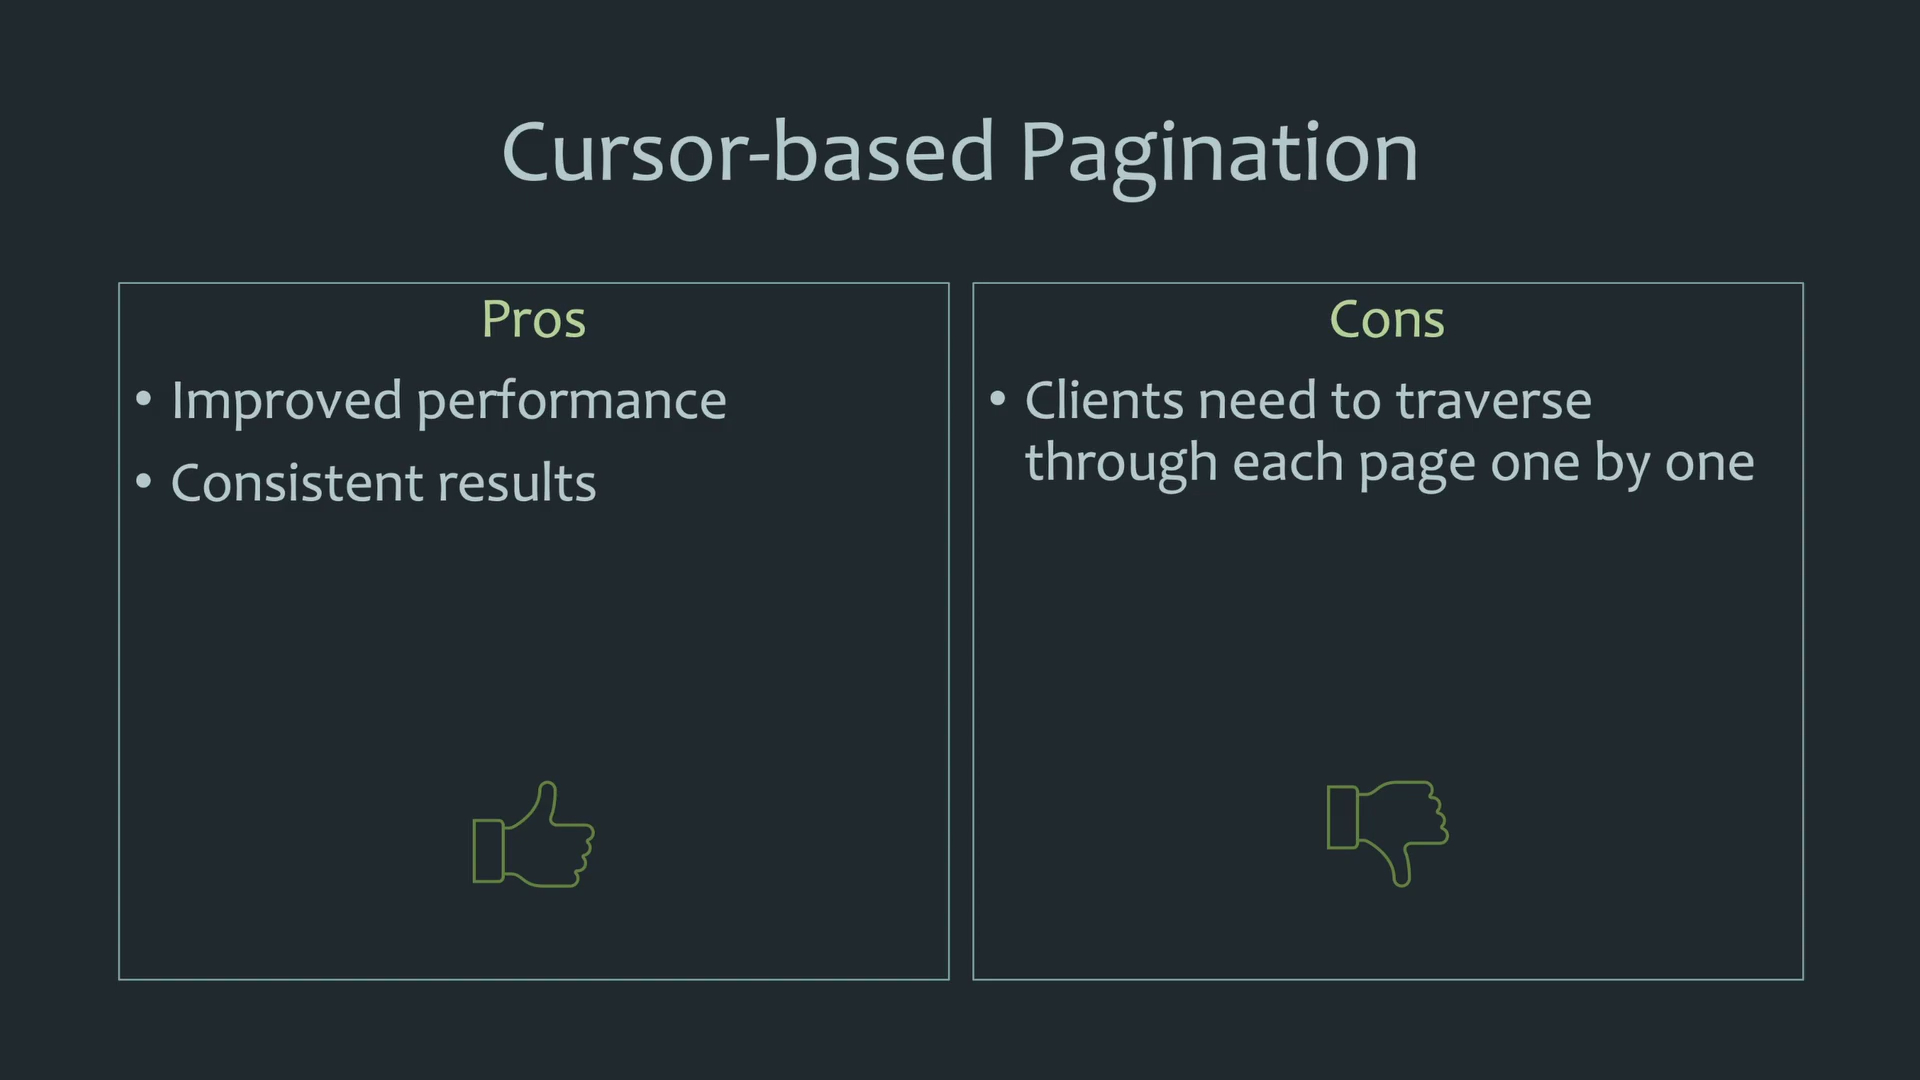 Cursor-based Pagination
Pros
• Improved performance
• Consistent results
Cons
• Clients need to traverse
through each page one by one